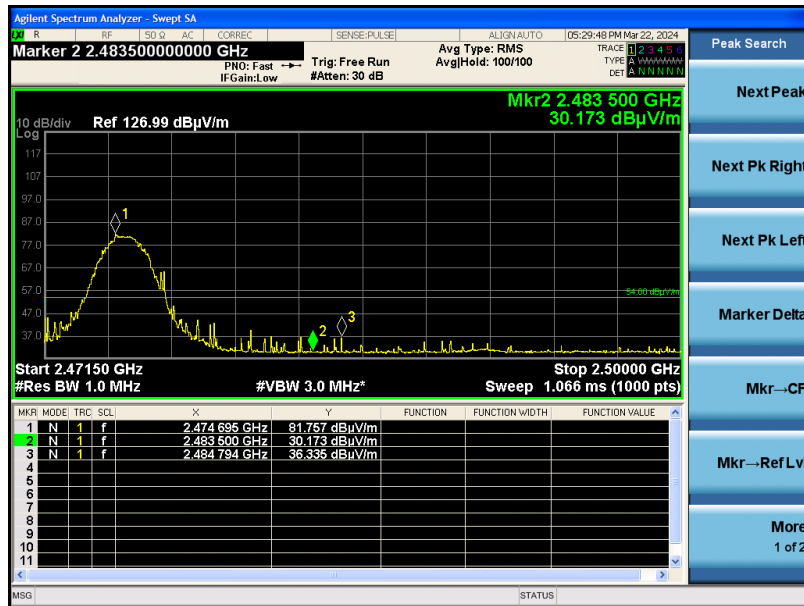 Agilent Spectrum Analyzer - Swept SA
LXI R RF 50 Ω AC CORREC SENSE:PULSE ALIGN AUTO 05:29:48 PM Mar 22, 2024
Marker 2 2.483500000000 GHz
PNO: Fast
IFGain:Low
Trig: Free Run
#Atten: 30 dB
Avg Type: RMS
Avg|Hold: 100/100
TRACE 1 2 3 4 5 6
TYPE A WWWWW
DET A N N N N N
Mkr2 2.483 500 GHz
30.173 dBµV/m
10 dB/div Ref 126.99 dBµV/m
Log
117
107
97.0
87.0
77.0
67.0
57.0
47.0
37.0
1
2
3
54.00 dBµV/m
Start 2.47150 GHz Stop 2.50000 GHz
#Res BW 1.0 MHz #VBW 3.0 MHz* Sweep 1.066 ms (1000 pts)
MKR MODE TRC SCL X Y FUNCTION FUNCTION WIDTH FUNCTION VALUE
1 N 1 f 2.474 695 GHz 81.757 dBµV/m
2 N 1 f 2.483 500 GHz 30.173 dBµV/m
3 N 1 f 2.484 794 GHz 36.335 dBµV/m
4
5
6
7
8
9
10
11
MSG STATUS
Peak Search
Next Peak
Next Pk Right
Next Pk Left
Marker Delta
Mkr→CF
Mkr→Ref Lv
More
1 of 2